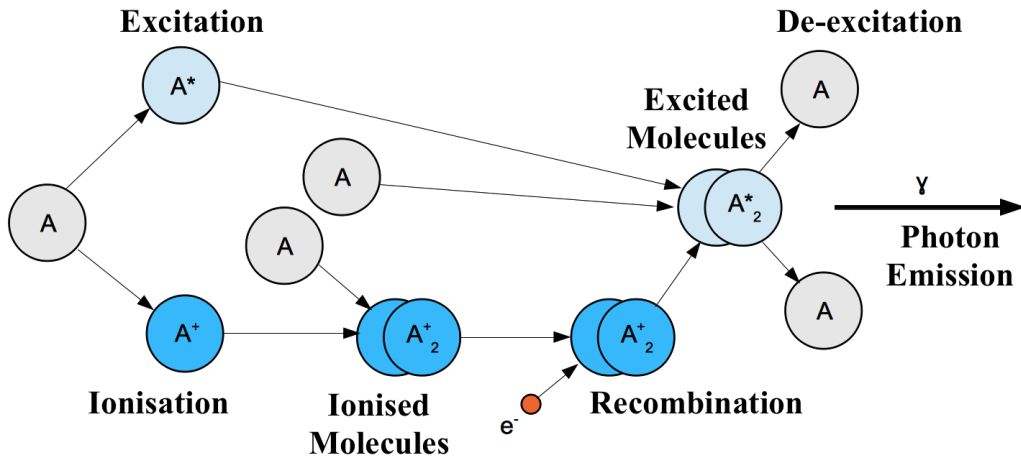 Excitation
De-excitation
A*
A
Excited
Molecules
A
A
A*2
ɣ
Photon
Emission
A
A
A+
A+2
A+2
Ionisation
Ionised
Molecules
e-
Recombination